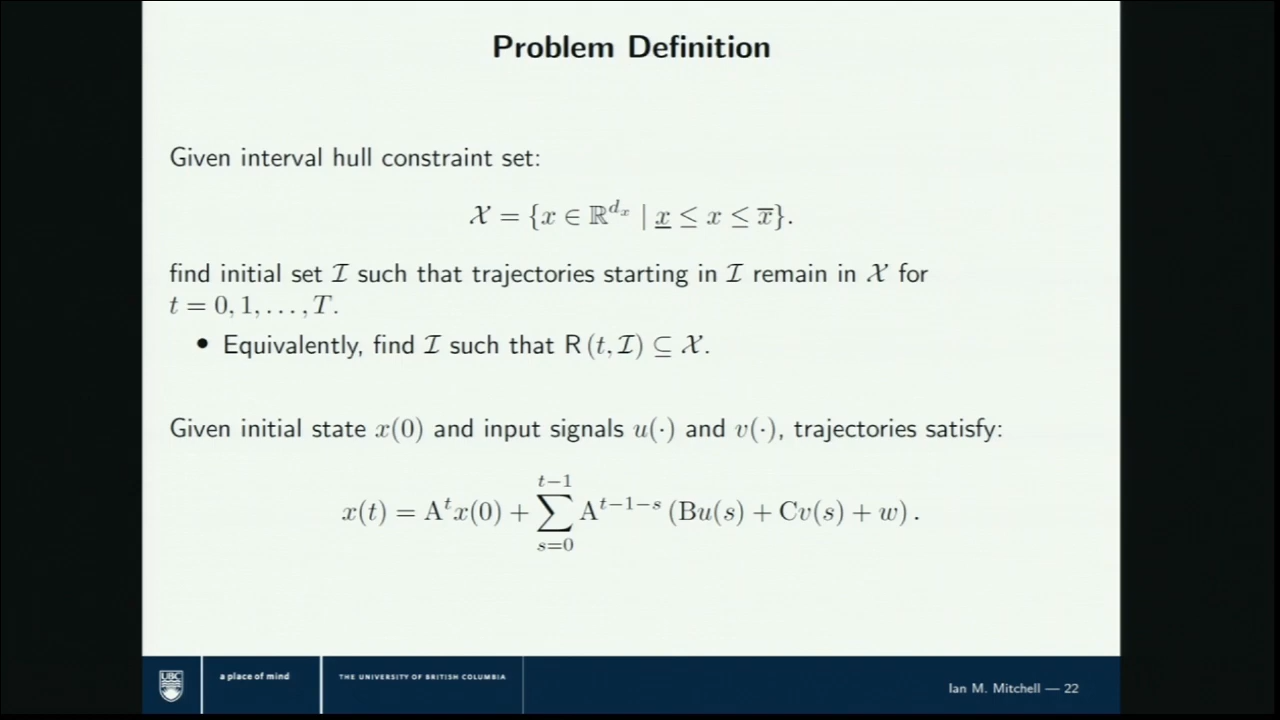 Problem Definition
Given interval hull constraint set:
𝒳 = {x ∈ ℝ^{d_x} | x̲ ≤ x ≤ x̅}.
find initial set ℐ such that trajectories starting in ℐ remain in 𝒳 for
t = 0, 1, . . . , T.
• Equivalently, find ℐ such that R (t, ℐ) ⊆ 𝒳.
Given initial state x(0) and input signals u(·) and v(·), trajectories satisfy:
x(t) = A^t x(0) + ∑_{s=0}^{t−1} A^{t−1−s} (Bu(s) + Cv(s) + w) .
UBC
a place of mind
THE UNIVERSITY OF BRITISH COLUMBIA
Ian M. Mitchell — 22